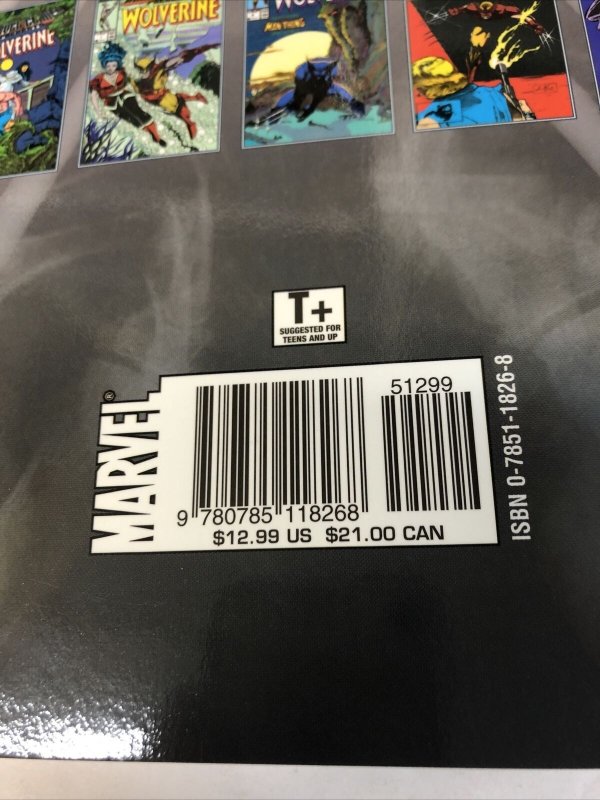 WOLVERINE
WOLVERINE
MAN-THING
T+
SUGGESTED FOR
TEENS AND UP
MARVEL®
51299
9 780785 118268
$12.99 US $21.00 CAN
ISBN 0-7851-1826-8